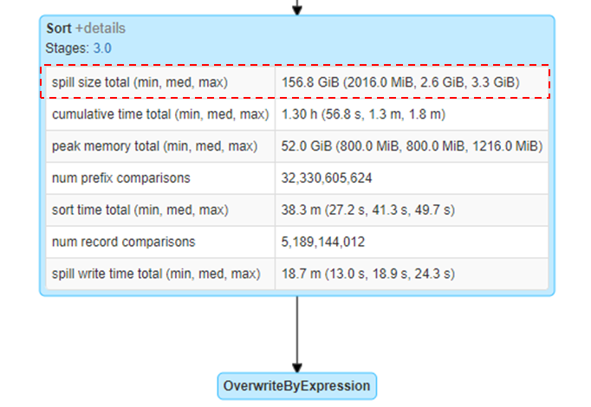 Sort +details
Stages: 3.0
spill size total (min, med, max) 156.8 GiB (2016.0 MiB, 2.6 GiB, 3.3 GiB)
cumulative time total (min, med, max) 1.30 h (56.8 s, 1.3 m, 1.8 m)
peak memory total (min, med, max) 52.0 GiB (800.0 MiB, 800.0 MiB, 1216.0 MiB)
num prefix comparisons 32,330,605,624
sort time total (min, med, max) 38.3 m (27.2 s, 41.3 s, 49.7 s)
num record comparisons 5,189,144,012
spill write time total (min, med, max) 18.7 m (13.0 s, 18.9 s, 24.3 s)
OverwriteByExpression